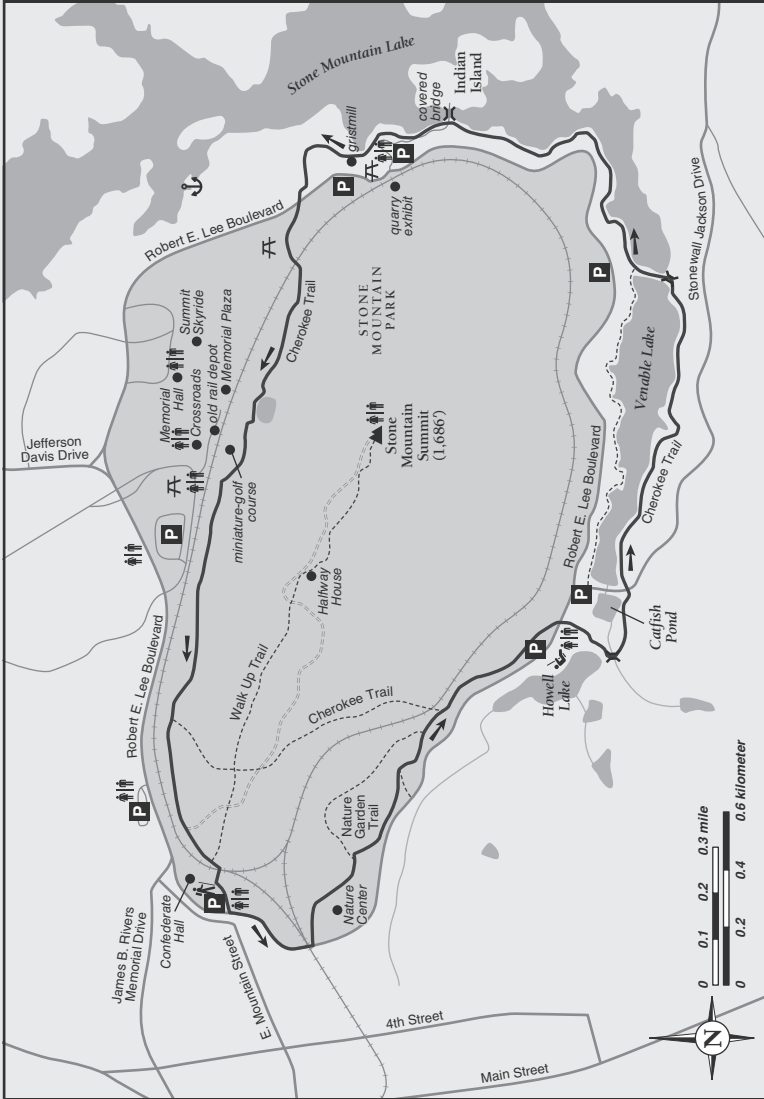 Stone Mountain Lake
Indian
Island
covered
bridge
gristmill
P
P
quarry
exhibit
Robert E. Lee Boulevard
Cherokee Trail
STONE
MOUNTAIN
PARK
Summit
Skyride
Memorial
Hall
Crossroads
old rail depot
Memorial Plaza
miniature-golf
course
Jefferson
Davis Drive
P
Stone
Mountain
Summit
(1,686')
Halfway
House
Walk Up Trail
Cherokee Trail
Robert E. Lee Boulevard
P
Confederate
Hall
P
James B. Rivers
Memorial Drive
E. Mountain Street
Nature
Center
Nature
Garden
Trail
4th Street
Main Street
P
Howell
Lake
P
Catfish
Pond
Robert E. Lee Boulevard
P
Venable Lake
Cherokee Trail
Stonewall Jackson Drive
0 0.1 0.2 0.3 mile
0 0.2 0.4 0.6 kilometer
N